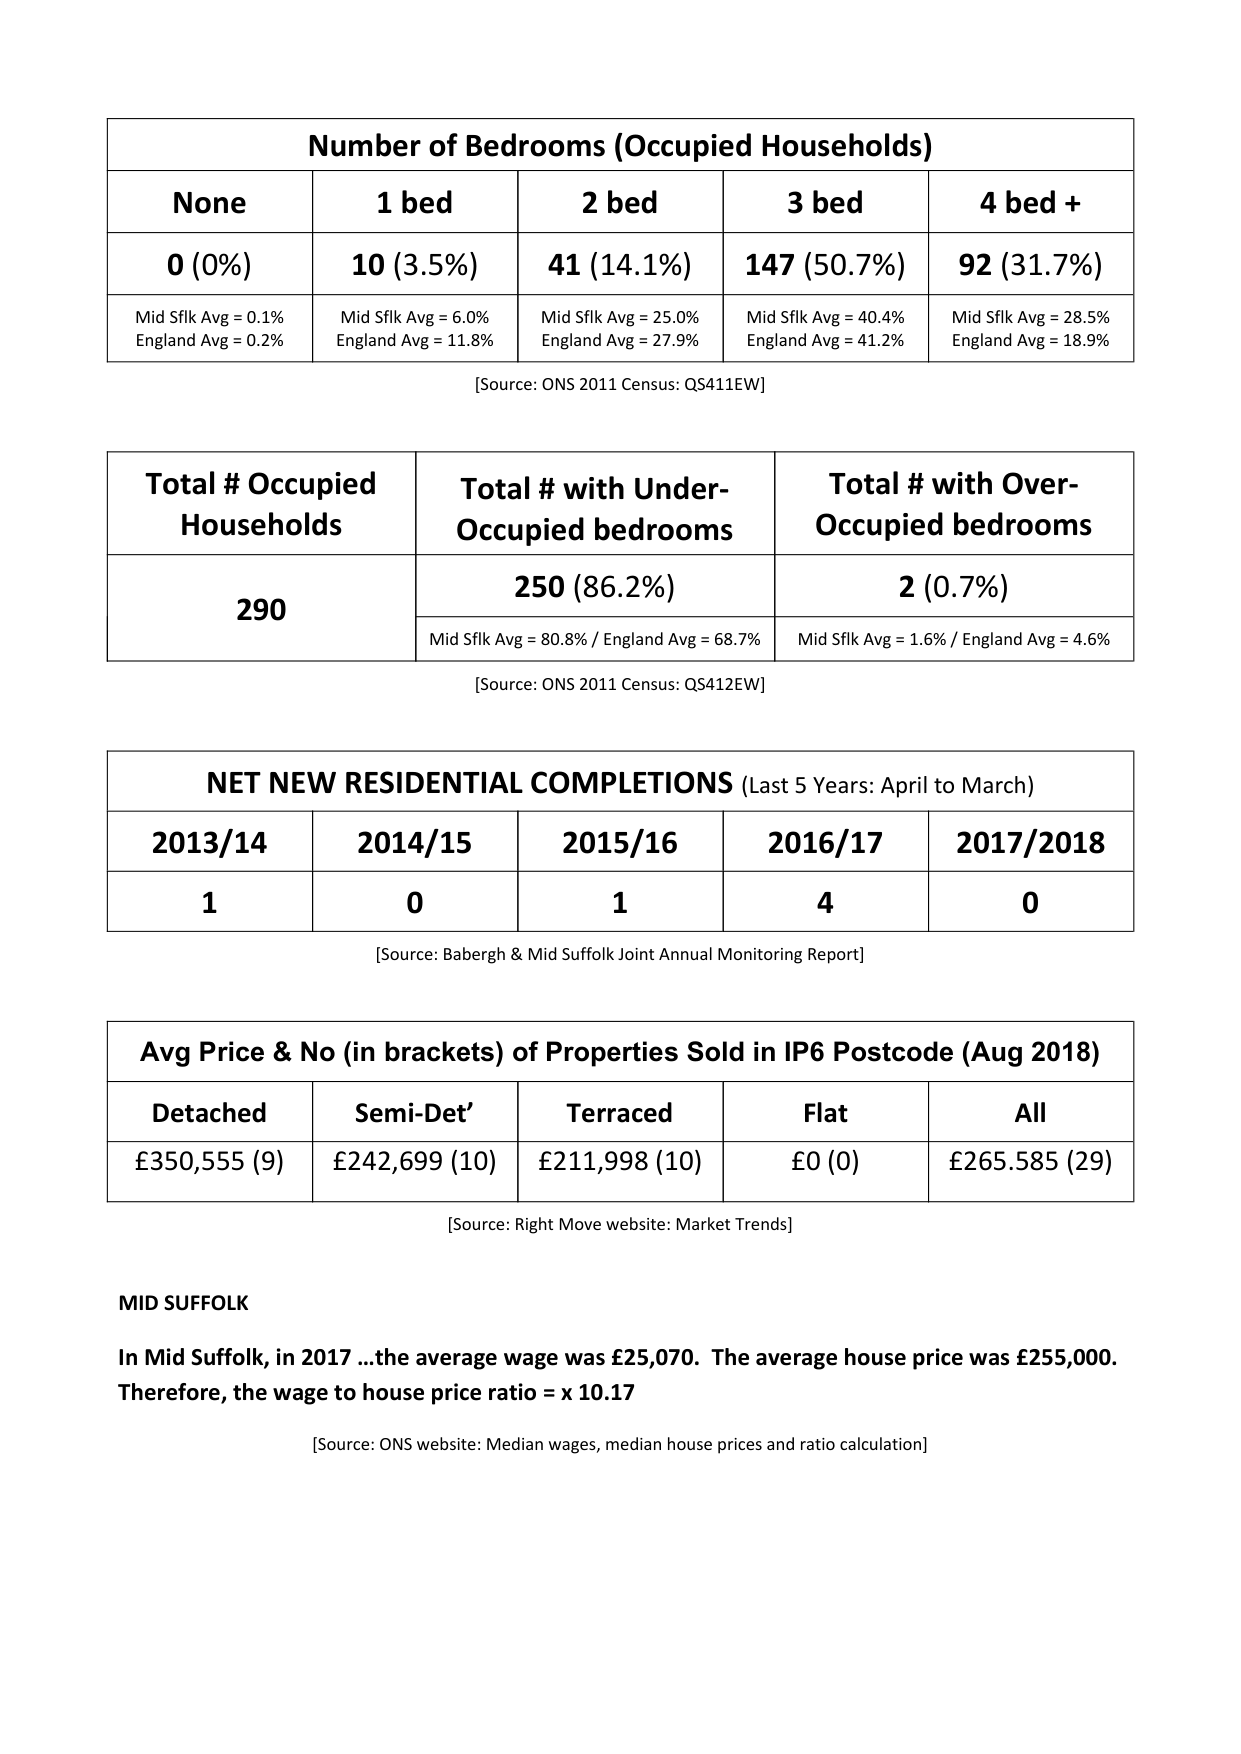 Number of Bedrooms (Occupied Households)
None 1 bed 2 bed 3 bed 4 bed +
0 (0%) 10 (3.5%) 41 (14.1%) 147 (50.7%) 92 (31.7%)
Mid Sflk Avg = 0.1% Mid Sflk Avg = 6.0% Mid Sflk Avg = 25.0% Mid Sflk Avg = 40.4% Mid Sflk Avg = 28.5%
England Avg = 0.2% England Avg = 11.8% England Avg = 27.9% England Avg = 41.2% England Avg = 18.9%
[Source: ONS 2011 Census: QS411EW]
Total # Occupied Total # with Under- Total # with Over-
Households Occupied bedrooms Occupied bedrooms
290 250 (86.2%) 2 (0.7%)
Mid Sflk Avg = 80.8% / England Avg = 68.7% Mid Sflk Avg = 1.6% / England Avg = 4.6%
[Source: ONS 2011 Census: QS412EW]
NET NEW RESIDENTIAL COMPLETIONS (Last 5 Years: April to March)
2013/14 2014/15 2015/16 2016/17 2017/2018
1 0 1 4 0
[Source: Babergh & Mid Suffolk Joint Annual Monitoring Report]
Avg Price & No (in brackets) of Properties Sold in IP6 Postcode (Aug 2018)
Detached Semi-Det’ Terraced Flat All
£350,555 (9) £242,699 (10) £211,998 (10) £0 (0) £265.585 (29)
[Source: Right Move website: Market Trends]
MID SUFFOLK
In Mid Suffolk, in 2017 …the average wage was £25,070. The average house price was £255,000.
Therefore, the wage to house price ratio = x 10.17
[Source: ONS website: Median wages, median house prices and ratio calculation]